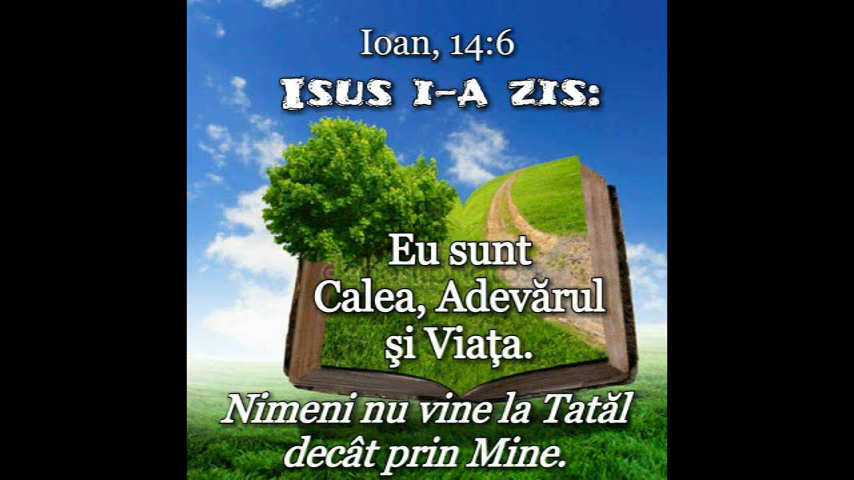 Ioan, 14:6
Isus i-a zis:
Eu sunt
Calea, Adevărul
şi Viaţa.
Nimeni nu vine la Tatăl
decât prin Mine.